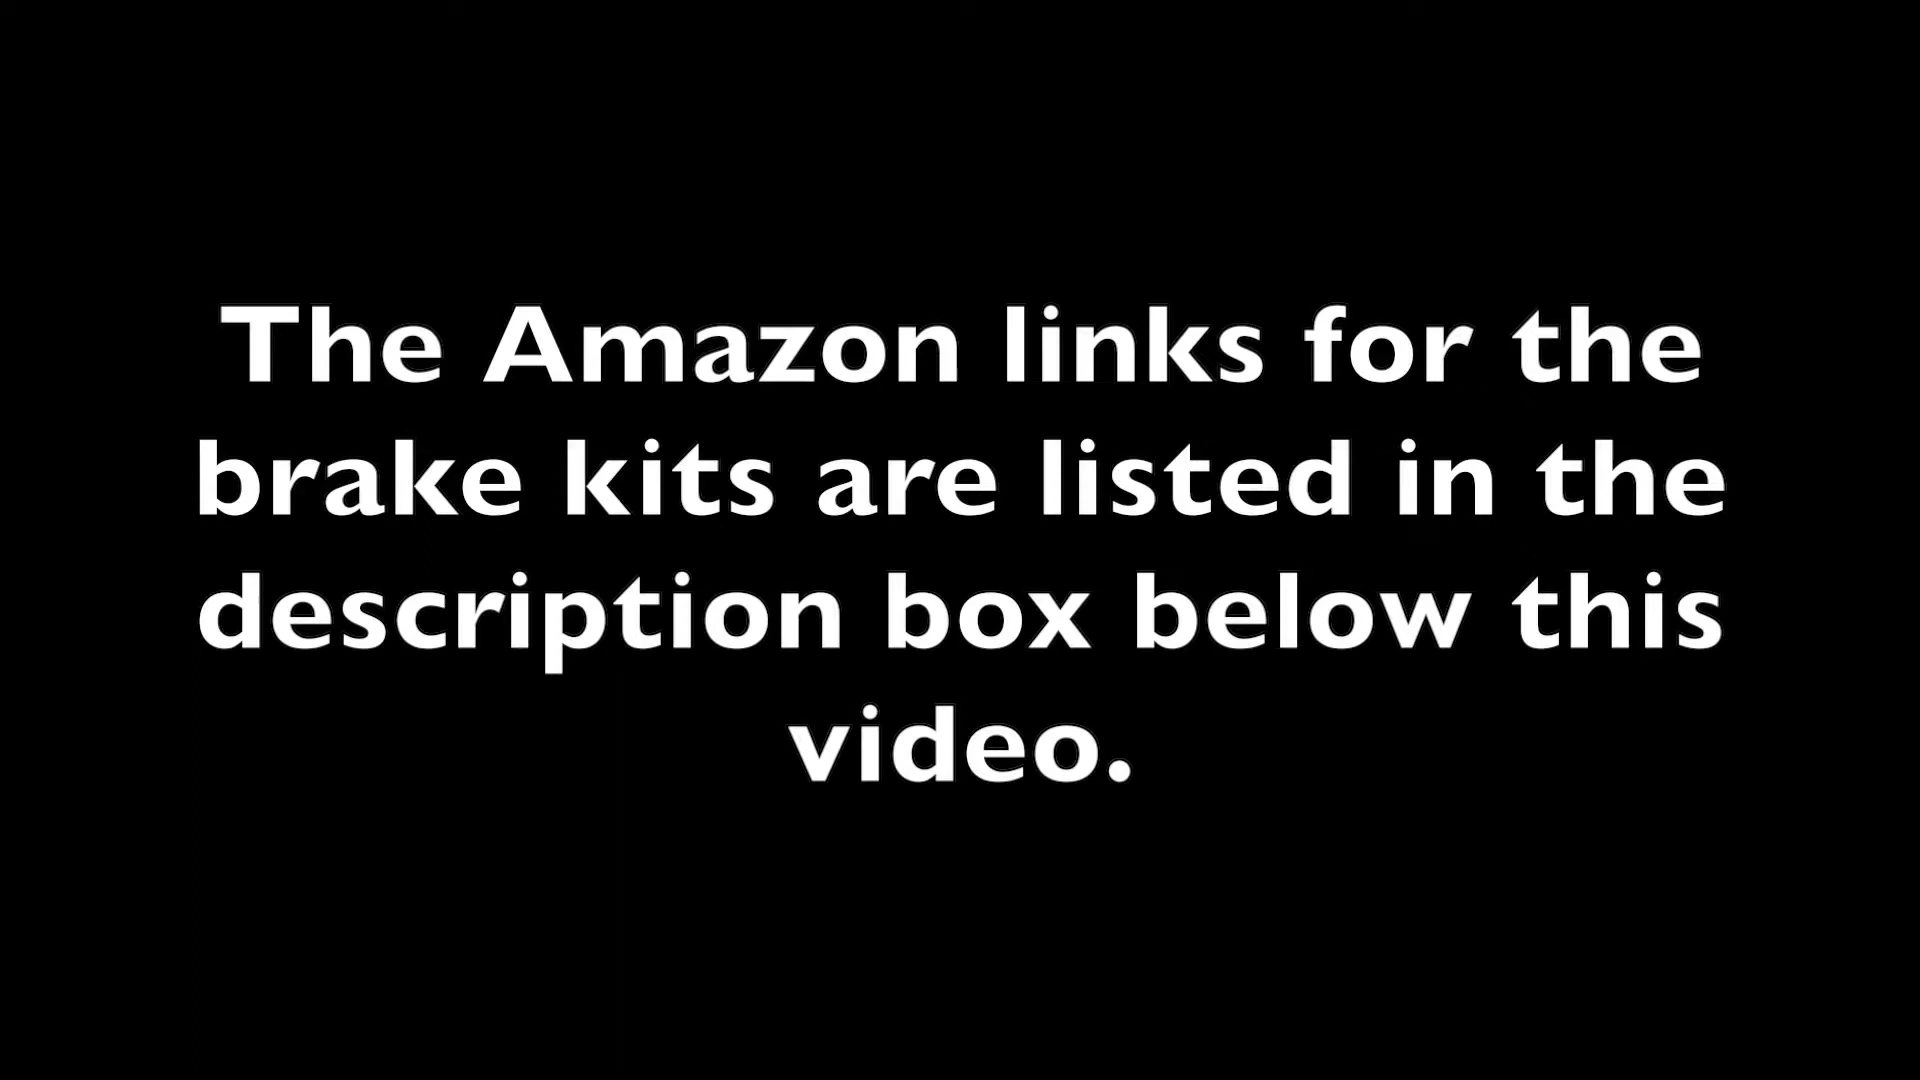 The Amazon links for the
brake kits are listed in the
description box below this
video.